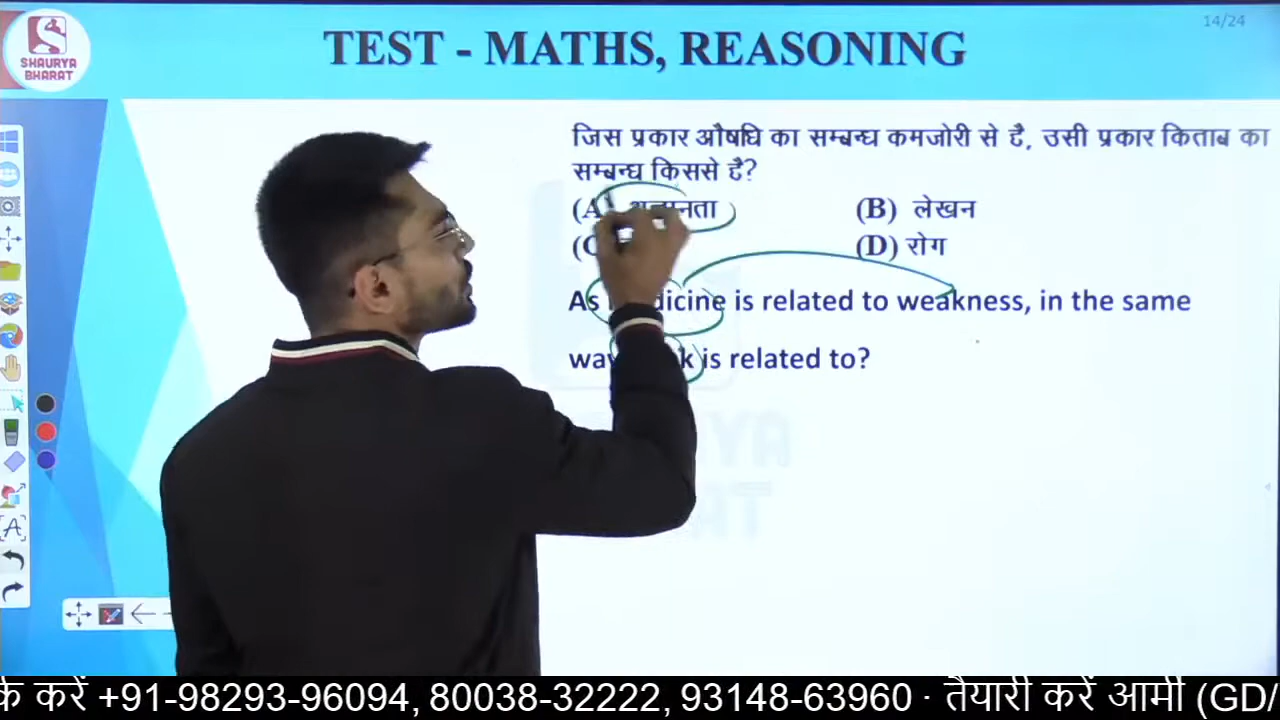 14/24
SHAURYA
BHARAT
TEST - MATHS, REASONING
जिस प्रकार औषधि का सम्बन्ध कमजोरी से है, उसी प्रकार किताब का
सम्बन्ध किससे है?
(B) लेखन
(D) रोग
As is related to weakness, in the same
is related to?
र्क करें +91-98293-96094, 80038-32222, 93148-63960 · तैयारी करें आर्मी (GD/